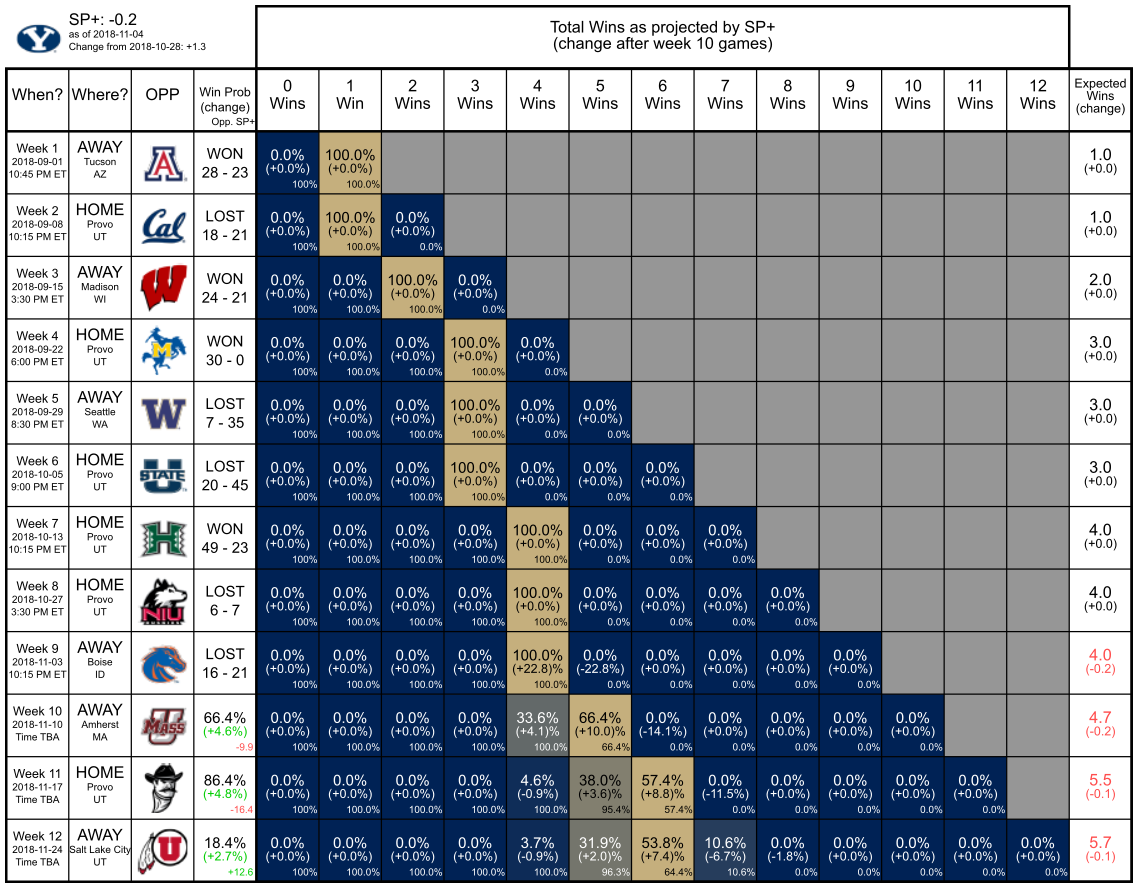 SP+: -0.2
as of 2018-11-04
Change from 2018-10-28: +1.3
Total Wins as projected by SP+
(change after week 10 games)
When? Where? OPP Win Prob (change) Opp. SP+ 0 Wins 1 Win 2 Wins 3 Wins 4 Wins 5 Wins 6 Wins 7 Wins 8 Wins 9 Wins 10 Wins 11 Wins 12 Wins Expected Wins (change)
Week 1 AWAY WON 0.0% 100.0% 1.0
2018-09-01 Tucson A (+0.0%) (+0.0%) (+0.0)
10:45 PM ET AZ 28 - 23 100% 100.0%
Week 2 HOME LOST 0.0% 100.0% 0.0% 1.0
2018-09-08 Provo Cal (+0.0%) (+0.0%) (+0.0%) (+0.0)
10:15 PM ET UT 18 - 21 100% 100.0% 0.0%
Week 3 AWAY WON 0.0% 0.0% 100.0% 0.0% 2.0
2018-09-15 Madison W (+0.0%) (+0.0%) (+0.0%) (+0.0%) (+0.0)
3:30 PM ET WI 24 - 21 100% 100.0% 100.0% 0.0%
Week 4 HOME WON 0.0% 0.0% 0.0% 100.0% 0.0% 3.0
2018-09-22 Provo M (+0.0%) (+0.0%) (+0.0%) (+0.0%) (+0.0%) (+0.0)
6:00 PM ET UT 30 - 0 100% 100.0% 100.0% 100.0% 0.0%
Week 5 AWAY LOST 0.0% 0.0% 0.0% 100.0% 0.0% 0.0% 3.0
2018-09-29 Seattle W (+0.0%) (+0.0%) (+0.0%) (+0.0%) (+0.0%) (+0.0%) (+0.0)
8:30 PM ET WA 7 - 35 100% 100.0% 100.0% 100.0% 0.0% 0.0%
Week 6 HOME LOST 0.0% 0.0% 0.0% 100.0% 0.0% 0.0% 0.0% 3.0
2018-10-05 Provo U STATE (+0.0%) (+0.0%) (+0.0%) (+0.0%) (+0.0%) (+0.0%) (+0.0%) (+0.0)
9:00 PM ET UT 20 - 45 100% 100.0% 100.0% 100.0% 0.0% 0.0% 0.0%
Week 7 HOME WON 0.0% 0.0% 0.0% 0.0% 100.0% 0.0% 0.0% 0.0% 4.0
2018-10-13 Provo H (+0.0%) (+0.0%) (+0.0%) (+0.0%) (+0.0%) (+0.0%) (+0.0%) (+0.0%) (+0.0)
10:15 PM ET UT 49 - 23 100% 100.0% 100.0% 100.0% 100.0% 0.0% 0.0% 0.0%
Week 8 HOME LOST 0.0% 0.0% 0.0% 0.0% 100.0% 0.0% 0.0% 0.0% 0.0% 4.0
2018-10-27 Provo NIU (+0.0%) (+0.0%) (+0.0%) (+0.0%) (+0.0%) (+0.0%) (+0.0%) (+0.0%) (+0.0%) (+0.0)
3:30 PM ET UT 6 - 7 100% 100.0% 100.0% 100.0% 100.0% 0.0% 0.0% 0.0% 0.0%
Week 9 AWAY LOST 0.0% 0.0% 0.0% 0.0% 100.0% 0.0% 0.0% 0.0% 0.0% 0.0% 4.0
2018-11-03 Boise (+0.0%) (+0.0%) (+0.0%) (+0.0%) (+22.8)% (-22.8%) (+0.0%) (+0.0%) (+0.0%) (+0.0%) (-0.2)
10:15 PM ET ID 16 - 21 100% 100.0% 100.0% 100.0% 100.0% 0.0% 0.0% 0.0% 0.0% 0.0%
Week 10 AWAY 66.4% 0.0% 0.0% 0.0% 0.0% 33.6% 66.4% 0.0% 0.0% 0.0% 0.0% 0.0% 4.7
2018-11-10 Amherst U MASS (+4.6%) (+0.0%) (+0.0%) (+0.0%) (+0.0%) (+4.1)% (+10.0)% (-14.1%) (+0.0%) (+0.0%) (+0.0%) (+0.0%) (-0.2)
Time TBA MA -9.9 100% 100.0% 100.0% 100.0% 100.0% 66.4% 0.0% 0.0% 0.0% 0.0% 0.0%
Week 11 HOME 86.4% 0.0% 0.0% 0.0% 0.0% 4.6% 38.0% 57.4% 0.0% 0.0% 0.0% 0.0% 0.0% 5.5
2018-11-17 Provo (+4.8%) (+0.0%) (+0.0%) (+0.0%) (+0.0%) (-0.9%) (+3.6)% (+8.8)% (-11.5%) (+0.0%) (+0.0%) (+0.0%) (+0.0%) (-0.1)
Time TBA UT -16.4 100% 100.0% 100.0% 100.0% 100.0% 95.4% 57.4% 0.0% 0.0% 0.0% 0.0% 0.0%
Week 12 AWAY 18.4% 0.0% 0.0% 0.0% 0.0% 3.7% 31.9% 53.8% 10.6% 0.0% 0.0% 0.0% 0.0% 0.0% 5.7
2018-11-24 Salt Lake City U (+2.7%) (+0.0%) (+0.0%) (+0.0%) (+0.0%) (-0.9%) (+2.0)% (+7.4)% (-6.7%) (-1.8%) (+0.0%) (+0.0%) (+0.0%) (+0.0%) (-0.1)
Time TBA UT +12.6 100% 100.0% 100.0% 100.0% 100.0% 96.3% 64.4% 10.6% 0.0% 0.0% 0.0% 0.0% 0.0%